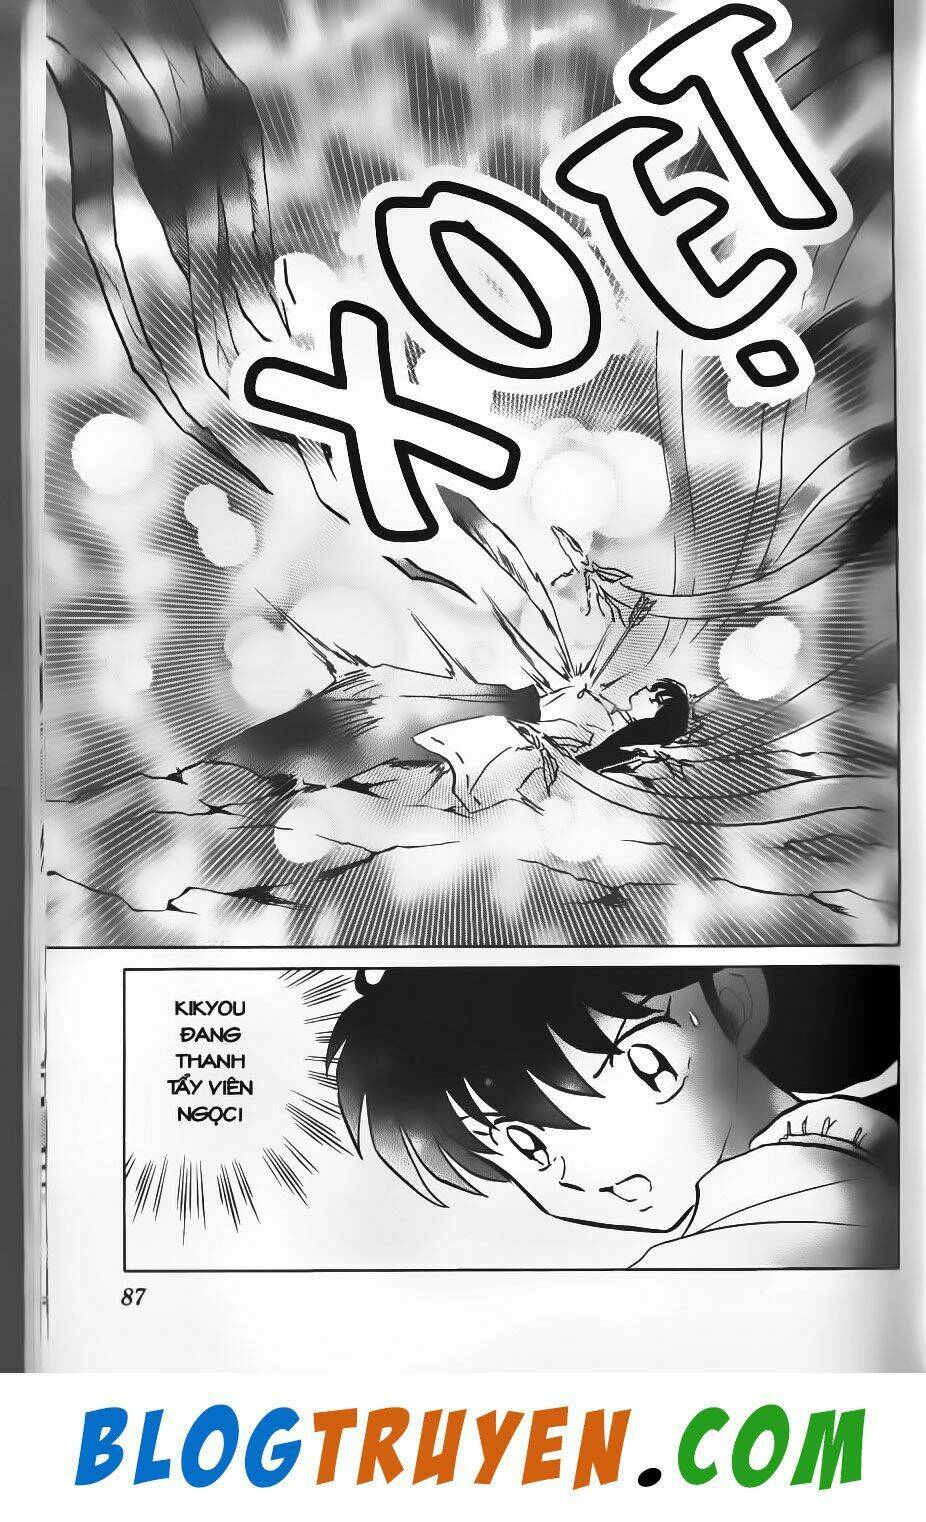 XOẸT
KIKYOU
ĐANG
THANH
TẨY VIÊN
NGỌC!
87
BLOGTRUYEN.COM